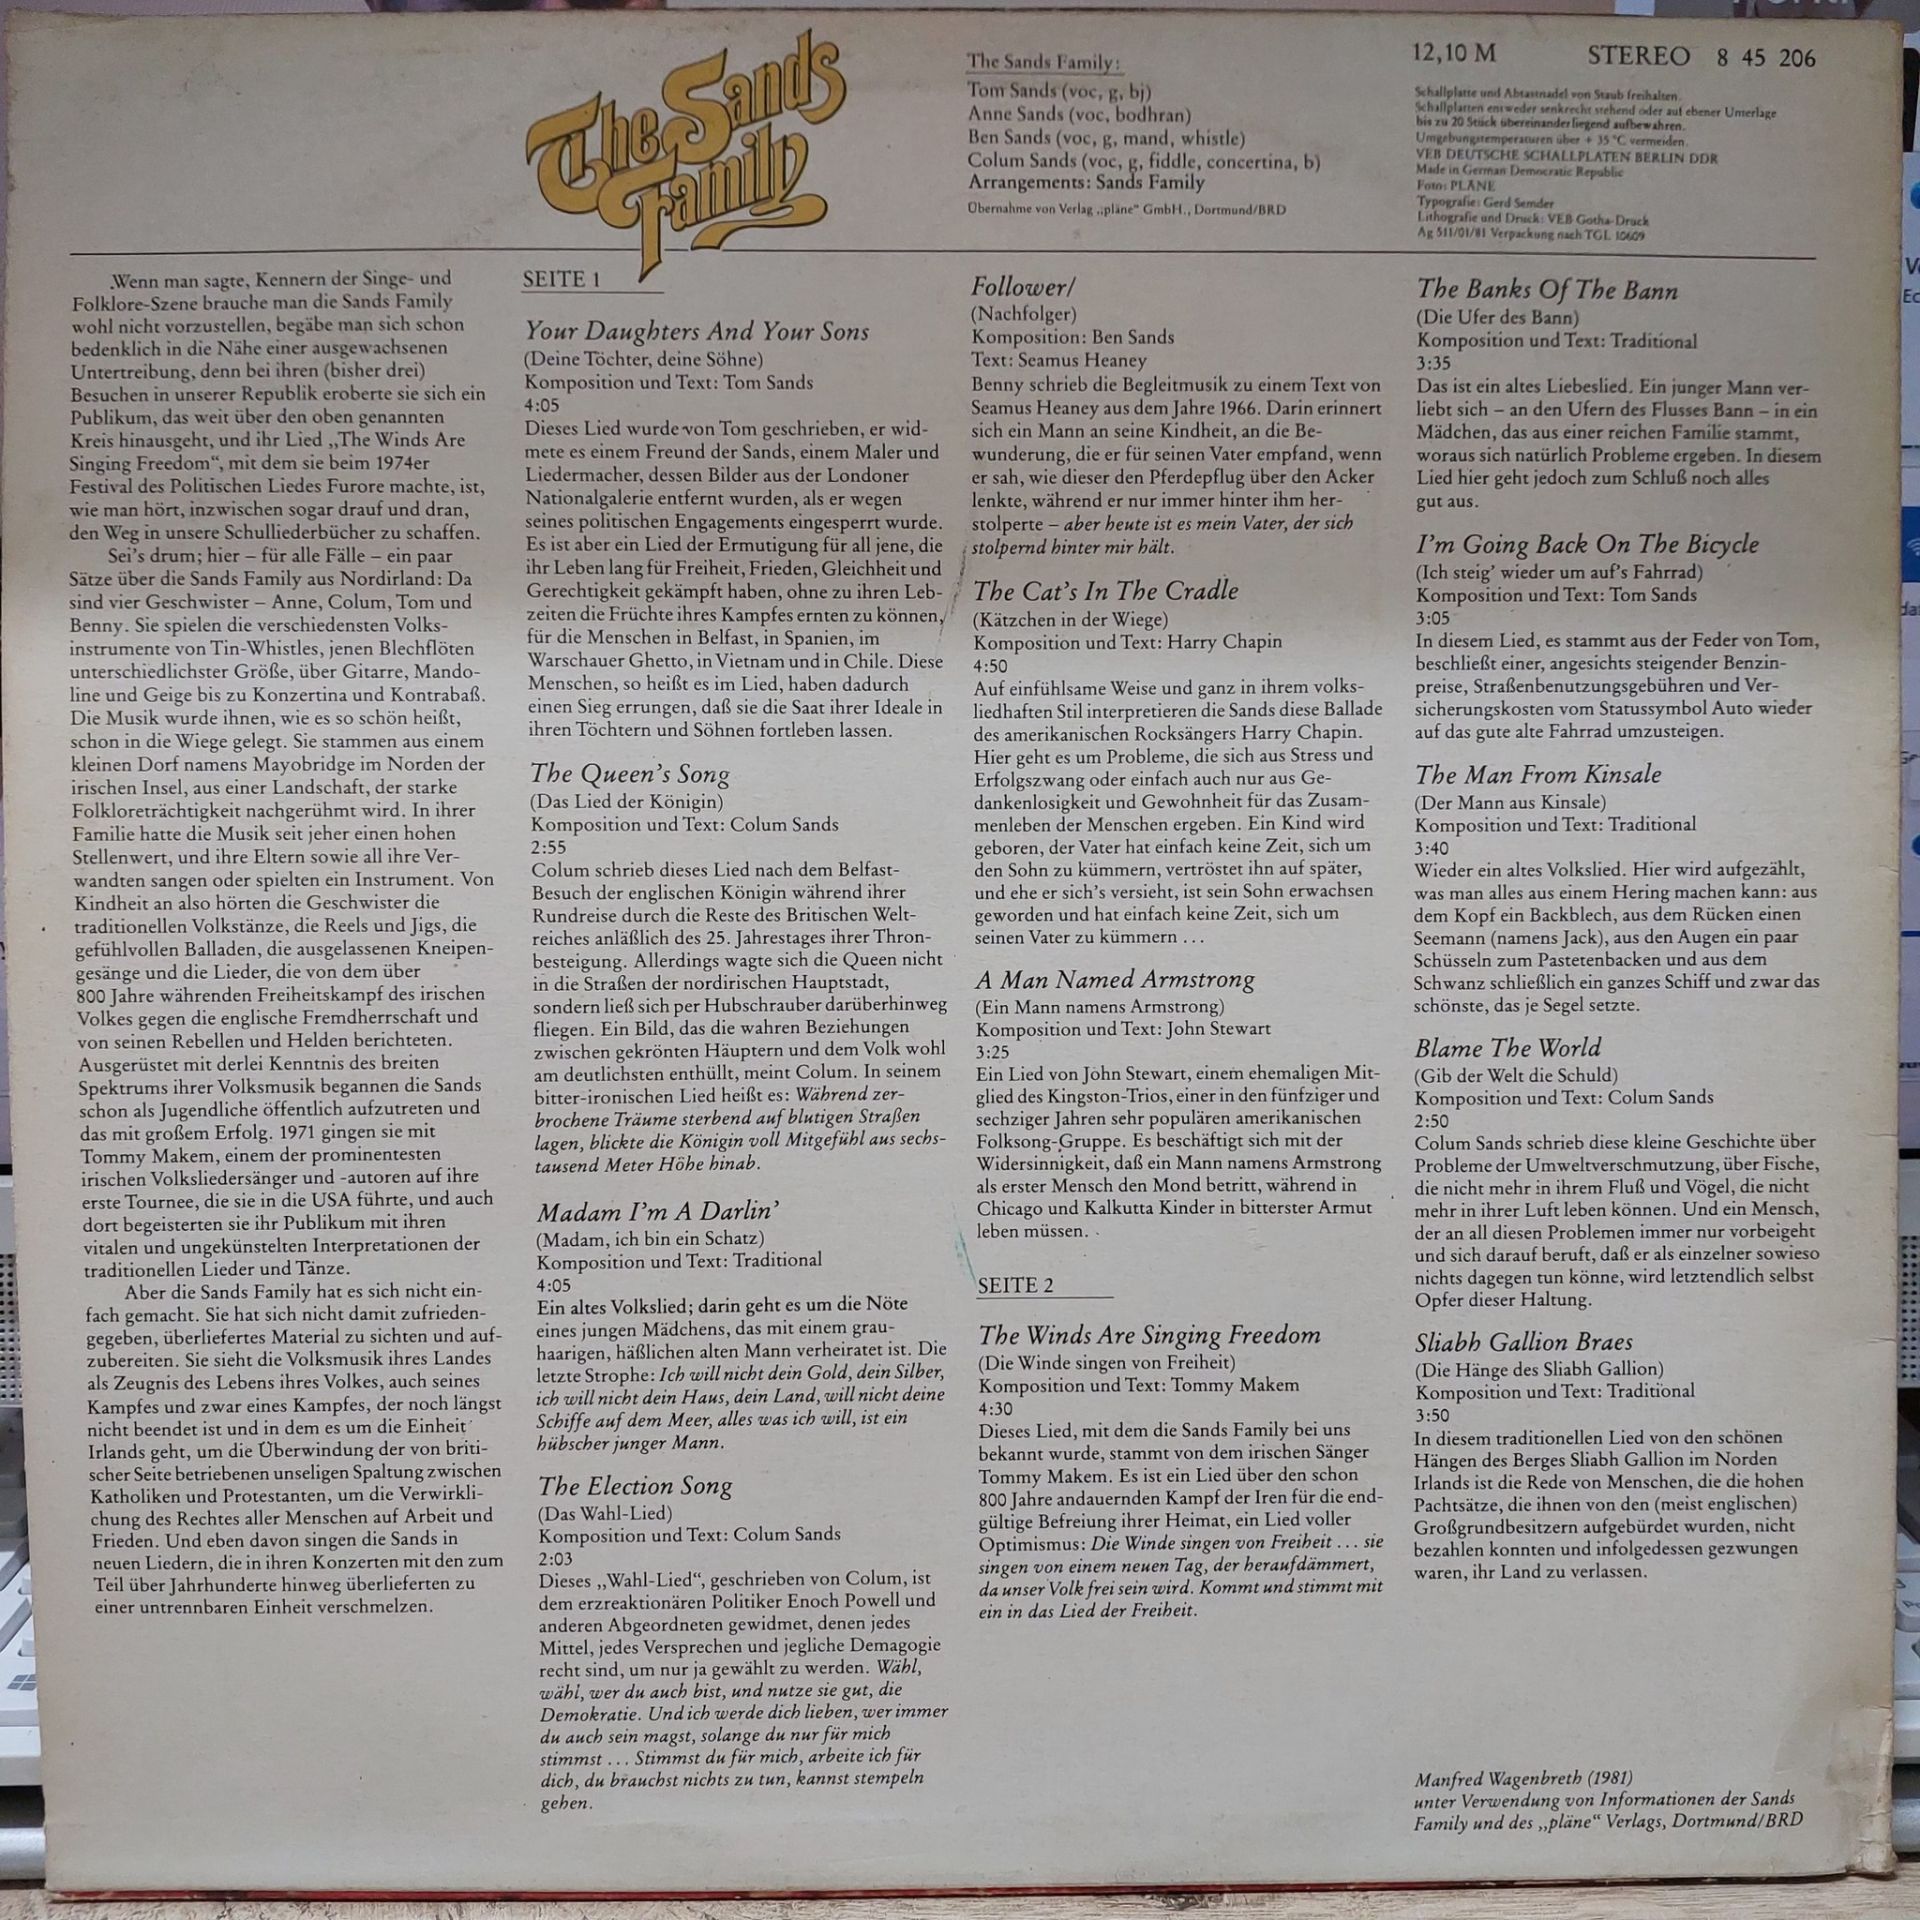 The Sands
Family
The Sands Family:
Tom Sands (voc, g, bj)
Anne Sands (voc, bodhran)
Ben Sands (voc, g, mand, whistle)
Colum Sands (voc, g, fiddle, concertina, b)
Arrangements: Sands Family
Übernahme von Verlag „pläne“ GmbH., Dortmund/BRD
12,10 M STEREO 8 45 206
Schallplatte und Abtastnadel von Staub freihalten.
Schallplatten entweder senkrecht stehend oder auf ebener Unterlage
bis zu 20 Stück übereinanderliegend aufbewahren.
Umgebungstemperaturen über + 35 °C vermeiden.
VEB DEUTSCHE SCHALLPLATEN BERLIN DDR
Made in German Democratic Republic
Foto: PLÄNE
Typografie: Gerd Semder
Lithografie und Druck: VEB Gotha-Druck
Ag 511/01/81 Verpackung nach TGL 10609
Wenn man sagte, Kennern der Singe- und
Folklore-Szene brauche man die Sands Family
wohl nicht vorzustellen, begäbe man sich schon
bedenklich in die Nähe einer ausgewachsenen
Untertreibung, denn bei ihren (bisher drei)
Besuchen in unserer Republik eroberte sie sich ein
Publikum, das weit über den oben genannten
Kreis hinausgeht, und ihr Lied „The Winds Are
Singing Freedom“, mit dem sie beim 1974er
Festival des Politischen Liedes Furore machte, ist,
wie man hört, inzwischen sogar drauf und dran,
den Weg in unsere Schulliederbücher zu schaffen.
Sei's drum; hier – für alle Fälle – ein paar
Sätze über die Sands Family aus Nordirland: Da
sind vier Geschwister – Anne, Colum, Tom und
Benny. Sie spielen die verschiedensten Volks-
instrumente von Tin-Whistles, jenen Blechflöten
unterschiedlichster Größe, über Gitarre, Mando-
line und Geige bis zu Konzertina und Kontrabaß.
Die Musik wurde ihnen, wie es so schön heißt,
schon in die Wiege gelegt. Sie stammen aus einem
kleinen Dorf namens Mayobridge im Norden der
irischen Insel, aus einer Landschaft, der starke
Folkloreträchtigkeit nachgerühmt wird. In ihrer
Familie hatte die Musik seit jeher einen hohen
Stellenwert, und ihre Eltern sowie all ihre Ver-
wandten sangen oder spielten ein Instrument. Von
Kindheit an also hörten die Geschwister die
traditionellen Volkstänze, die Reels und Jigs, die
gefühlvollen Balladen, die ausgelassenen Kneipen-
gesänge und die Lieder, die von dem über
800 Jahre währenden Freiheitskampf des irischen
Volkes gegen die englische Fremdherrschaft und
von seinen Rebellen und Helden berichteten.
Ausgerüstet mit derlei Kenntnis des breiten
Spektrums ihrer Volksmusik begannen die Sands
schon als Jugendliche öffentlich aufzutreten und
das mit großem Erfolg. 1971 gingen sie mit
Tommy Makem, einem der prominentesten
irischen Volksliedersänger und -autoren auf ihre
erste Tournee, die sie in die USA führte, und auch
dort begeisterten sie ihr Publikum mit ihren
vitalen und ungekünstelten Interpretationen der
traditionellen Lieder und Tänze.
Aber die Sands Family hat es sich nicht ein-
fach gemacht. Sie hat sich nicht damit zufrieden-
gegeben, überliefertes Material zu sichten und auf-
zubereiten. Sie sieht die Volksmusik ihres Landes
als Zeugnis des Lebens ihres Volkes, auch seines
Kampfes und zwar eines Kampfes, der noch längst
nicht beendet ist und in dem es um die Einheit
Irlands geht, um die Überwindung der von briti-
scher Seite betriebenen unseligen Spaltung zwischen
Katholiken und Protestanten, um die Verwirkli-
chung des Rechtes aller Menschen auf Arbeit und
Frieden. Und eben davon singen die Sands in
neuen Liedern, die in ihren Konzerten mit den zum
Teil über Jahrhunderte hinweg überlieferten zu
einer untrennbaren Einheit verschmelzen.
SEITE 1
Your Daughters And Your Sons
(Deine Töchter, deine Söhne)
Komposition und Text: Tom Sands
4:05
Dieses Lied wurde von Tom geschrieben, er wid-
mete es einem Freund der Sands, einem Maler und
Liedermacher, dessen Bilder aus der Londoner
Nationalgalerie entfernt wurden, als er wegen
seines politischen Engagements eingesperrt wurde.
Es ist aber ein Lied der Ermutigung für all jene, die
ihr Leben lang für Freiheit, Frieden, Gleichheit und
Gerechtigkeit gekämpft haben, ohne zu ihren Leb-
zeiten die Früchte ihres Kampfes ernten zu können,
für die Menschen in Belfast, in Spanien, im
Warschauer Ghetto, in Vietnam und in Chile. Diese
Menschen, so heißt es im Lied, haben dadurch
einen Sieg errungen, daß sie die Saat ihrer Ideale in
ihren Töchtern und Söhnen fortleben lassen.
The Queen's Song
(Das Lied der Königin)
Komposition und Text: Colum Sands
2:55
Colum schrieb dieses Lied nach dem Belfast-
Besuch der englischen Königin während ihrer
Rundreise durch die Reste des Britischen Welt-
reiches anläßlich des 25. Jahrestages ihrer Thron-
besteigung. Allerdings wagte sich die Queen nicht
in die Straßen der nordirischen Hauptstadt,
sondern ließ sich per Hubschrauber darüberhinweg
fliegen. Ein Bild, das die wahren Beziehungen
zwischen gekrönten Häuptern und dem Volk wohl
am deutlichsten enthüllt, meint Colum. In seinem
bitter-ironischen Lied heißt es: Während zer-
brochene Träume sterbend auf blutigen Straßen
lagen, blickte die Königin voll Mitgefühl aus sechs-
tausend Meter Höhe hinab.
Madam I'm A Darlin'
(Madam, ich bin ein Schatz)
Komposition und Text: Traditional
4:05
Ein altes Volkslied; darin geht es um die Nöte
eines jungen Mädchens, das mit einem grau-
haarigen, häßlichen alten Mann verheiratet ist. Die
letzte Strophe: Ich will nicht dein Gold, dein Silber,
ich will nicht dein Haus, dein Land, will nicht deine
Schiffe auf dem Meer, alles was ich will, ist ein
hübscher junger Mann.
The Election Song
(Das Wahl-Lied)
Komposition und Text: Colum Sands
2:03
Dieses „Wahl-Lied“, geschrieben von Colum, ist
dem erzreaktionären Politiker Enoch Powell und
anderen Abgeordneten gewidmet, denen jedes
Mittel, jedes Versprechen und jegliche Demagogie
recht sind, um nur ja gewählt zu werden. Wähl,
wähl, wer du auch bist, und nutze sie gut, die
Demokratie. Und ich werde dich lieben, wer immer
du auch sein magst, solange du nur für mich
stimmst ... Stimmst du für mich, arbeite ich für
dich, du brauchst nichts zu tun, kannst stempeln
gehen.
Follower/
(Nachfolger)
Komposition: Ben Sands
Text: Seamus Heaney
Benny schrieb die Begleitmusik zu einem Text von
Seamus Heaney aus dem Jahre 1966. Darin erinnert
sich ein Mann an seine Kindheit, an die Be-
wunderung, die er für seinen Vater empfand, wenn
er sah, wie dieser den Pferdepflug über den Acker
lenkte, während er nur immer hinter ihm her-
stolperte – aber heute ist es mein Vater, der sich
stolpernd hinter mir hält.
The Cat's In The Cradle
(Kätzchen in der Wiege)
Komposition und Text: Harry Chapin
4:50
Auf einfühlsame Weise und ganz in ihrem volks-
liedhaften Stil interpretieren die Sands diese Ballade
des amerikanischen Rocksängers Harry Chapin.
Hier geht es um Probleme, die sich aus Stress und
Erfolgszwang oder einfach auch nur aus Ge-
dankenlosigkeit und Gewohnheit für das Zusam-
menleben der Menschen ergeben. Ein Kind wird
geboren, der Vater hat einfach keine Zeit, sich um
den Sohn zu kümmern, vertröstet ihn auf später,
und ehe er sich's versieht, ist sein Sohn erwachsen
geworden und hat einfach keine Zeit, sich um
seinen Vater zu kümmern ...
A Man Named Armstrong
(Ein Mann namens Armstrong)
Komposition und Text: John Stewart
3:25
Ein Lied von John Stewart, einem ehemaligen Mit-
glied des Kingston-Trios, einer in den fünfziger und
sechziger Jahren sehr populären amerikanischen
Folksong-Gruppe. Es beschäftigt sich mit der
Widersinnigkeit, daß ein Mann namens Armstrong
als erster Mensch den Mond betritt, während in
Chicago und Kalkutta Kinder in bitterster Armut
leben müssen.
SEITE 2
The Winds Are Singing Freedom
(Die Winde singen von Freiheit)
Komposition und Text: Tommy Makem
4:30
Dieses Lied, mit dem die Sands Family bei uns
bekannt wurde, stammt von dem irischen Sänger
Tommy Makem. Es ist ein Lied über den schon
800 Jahre andauernden Kampf der Iren für die end-
gültige Befreiung ihrer Heimat, ein Lied voller
Optimismus: Die Winde singen von Freiheit ... sie
singen von einem neuen Tag, der heraufdämmert,
da unser Volk frei sein wird. Kommt und stimmt mit
ein in das Lied der Freiheit.
The Banks Of The Bann
(Die Ufer des Bann)
Komposition und Text: Traditional
3:35
Das ist ein altes Liebeslied. Ein junger Mann ver-
liebt sich – an den Ufern des Flusses Bann – in ein
Mädchen, das aus einer reichen Familie stammt,
woraus sich natürlich Probleme ergeben. In diesem
Lied hier geht es jedoch zum Schluß noch alles
gut aus.
I'm Going Back On The Bicycle
(Ich steig' wieder um auf's Fahrrad)
Komposition und Text: Tom Sands
3:05
In diesem Lied, es stammt aus der Feder von Tom,
beschließt einer, angesichts steigender Benzin-
preise, Straßenbenutzungsgebühren und Ver-
sicherungskosten vom Statussymbol Auto wieder
auf das gute alte Fahrrad umzusteigen.
The Man From Kinsale
(Der Mann aus Kinsale)
Komposition und Text: Traditional
3:40
Wieder ein altes Volkslied. Hier wird aufgezählt,
was man alles aus einem Hering machen kann: aus
dem Kopf ein Backblech, aus dem Rücken einen
Seemann (namens Jack), aus den Augen ein paar
Schüsseln zum Pastetenbacken und aus dem
Schwanz schließlich ein ganzes Schiff und zwar das
schönste, das je Segel setzte.
Blame The World
(Gib der Welt die Schuld)
Komposition und Text: Colum Sands
2:50
Colum Sands schrieb diese kleine Geschichte über
Probleme der Umweltverschmutzung, über Fische,
die nicht mehr in ihrem Fluß und Vögel, die nicht
mehr in ihrer Luft leben können. Und ein Mensch,
der an all diesen Problemen immer nur vorbeigeht
und sich darauf beruft, daß er als einzelner sowieso
nichts dagegen tun könne, wird letztendlich selbst
Opfer dieser Haltung.
Sliabh Gallion Braes
(Die Hänge des Sliabh Gallion)
Komposition und Text: Traditional
3:50
In diesem traditionellen Lied von den schönen
Hängen des Berges Sliabh Gallion im Norden
Irlands ist die Rede von Menschen, die die hohen
Pachtsätze, die ihnen von den (meist englischen)
Großgrundbesitzern aufgebürdet wurden, nicht
bezahlen konnten und infolgedessen gezwungen
waren, ihr Land zu verlassen.
Manfred Wagenbreth (1981)
unter Verwendung von Informationen der Sands
Family und des „pläne“ Verlags, Dortmund/BRD